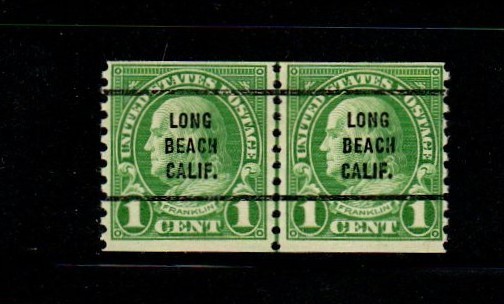 UNITED STATES POSTAGE
LONG
BEACH
CALIF.
FRANKLIN
1 CENT 1
UNITED STATES POSTAGE
LONG
BEACH
CALIF.
FRANKLIN
1 CENT 1